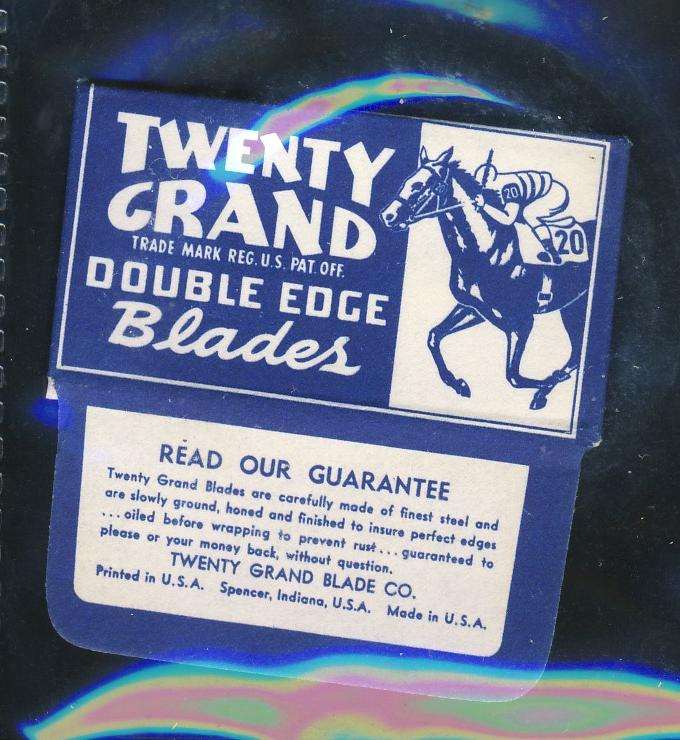 TWENTY
GRAND
TRADE MARK REG. U.S. PAT. OFF.
DOUBLE EDGE
Blades
20
20
READ OUR GUARANTEE
Twenty Grand Blades are carefully made of finest steel and
are slowly ground, honed and finished to insure perfect edges
...oiled before wrapping to prevent rust...guaranteed to
please or your money back, without question.
TWENTY GRAND BLADE CO.
Printed in U.S.A. Spencer, Indiana, U.S.A. Made in U.S.A.